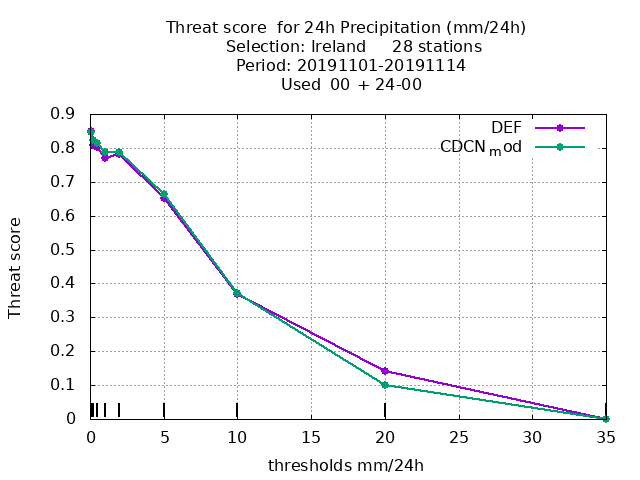 Threat score  for 24h Precipitation (mm/24h)
Selection: Ireland     28 stations
Period: 20191101-20191114
Used  00 + 24-00
DEF
CDCNmod
Threat score
0.9
0.8
0.7
0.6
0.5
0.4
0.3
0.2
0.1
0
0 5 10 15 20 25 30 35
thresholds mm/24h